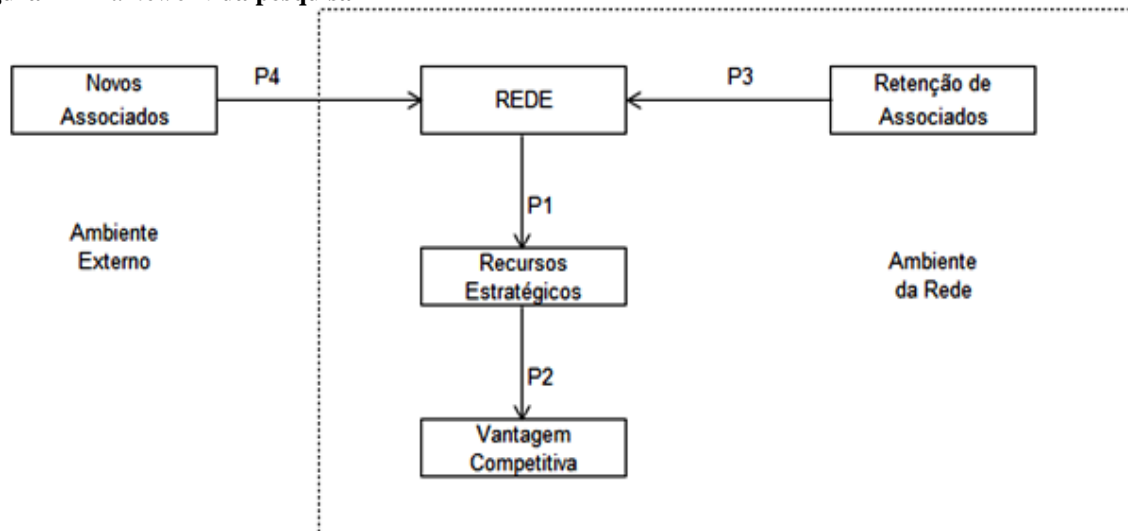 Novos
Associados
P4
REDE
P3
Retenção de
Associados
P1
Ambiente
Externo
Recursos
Estratégicos
Ambiente
da Rede
P2
Vantagem
Competitiva